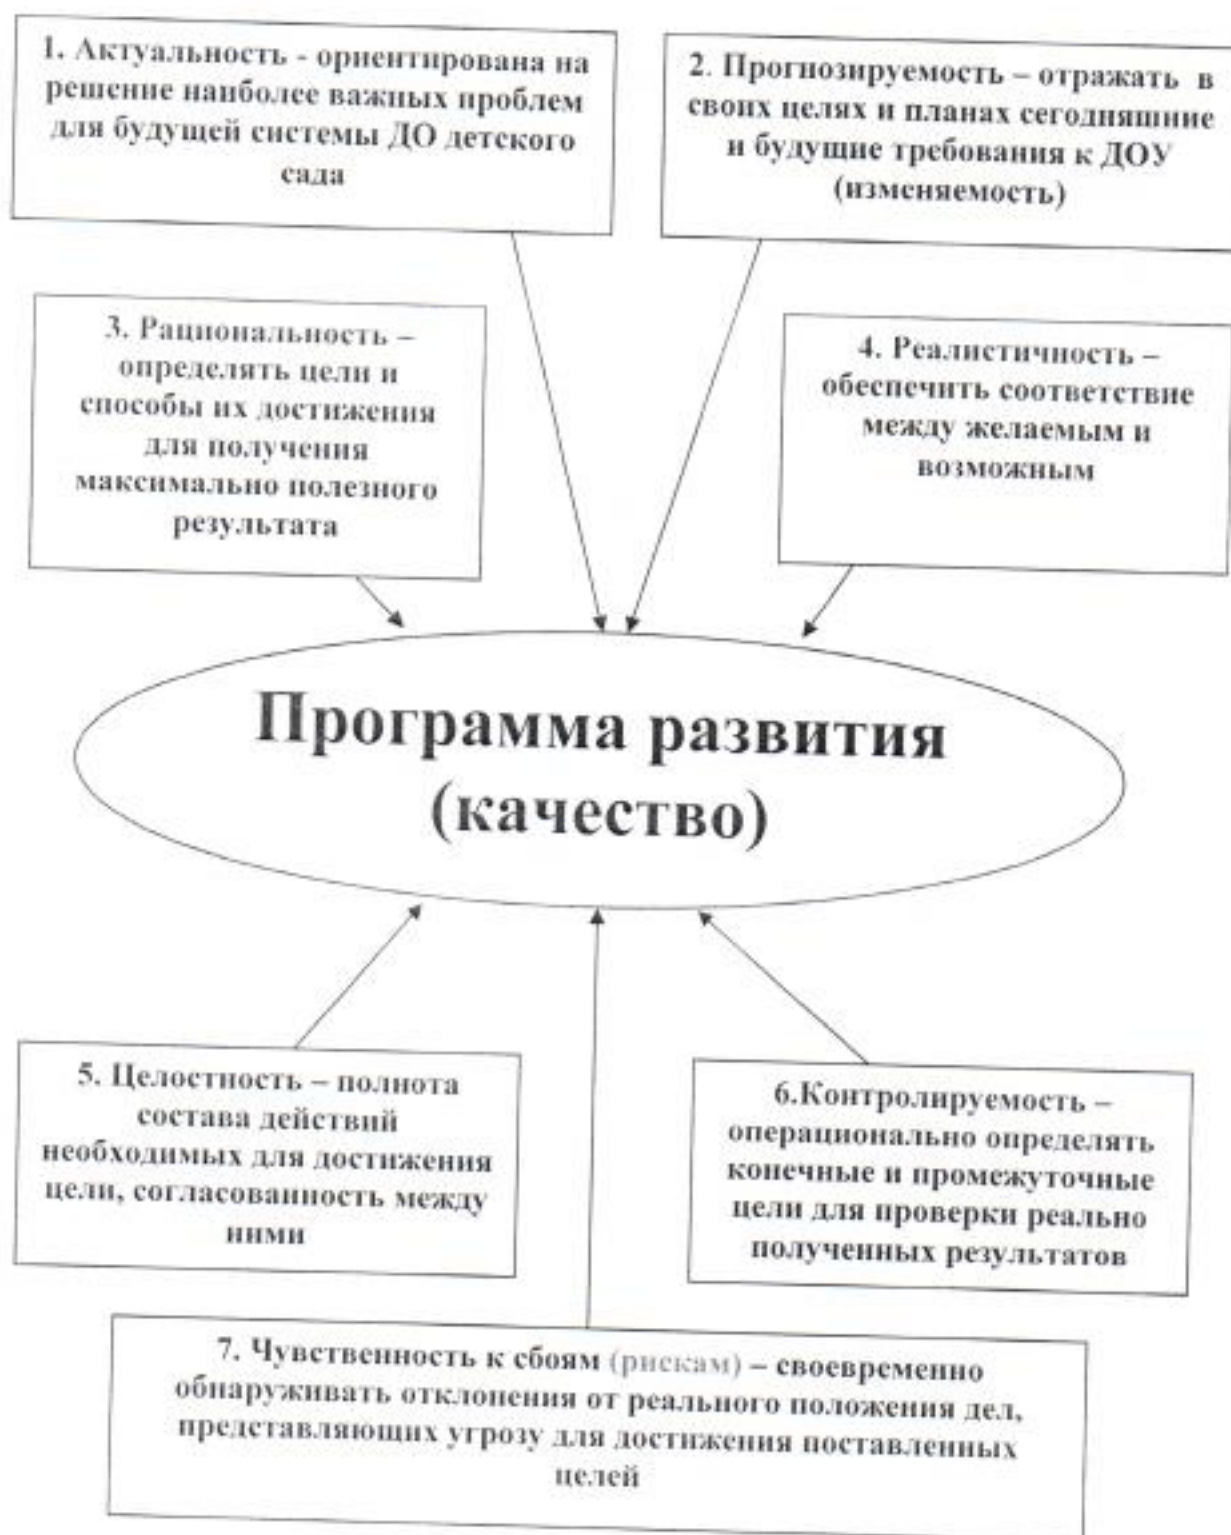 1. Актуальность - ориентирована на
решение наиболее важных проблем
для будущей системы ДО детского
сада
2. Прогнозируемость – отражать в
своих целях и планах сегодняшние
и будущие требования к ДОУ
(изменяемость)
3. Рациональность –
определять цели и
способы их достижения
для получения
максимально полезного
результата
4. Реалистичность –
обеспечить соответствие
между желаемым и
возможным
Программа развития
(качество)
5. Целостность – полнота
состава действий
необходимых для достижения
цели, согласованность между
ними
6.Контролируемость –
операционально определять
конечные и промежуточные
цели для проверки реально
полученных результатов
7. Чувственность к сбоям (рискам) – своевременно
обнаруживать отклонения от реального положения дел,
представляющих угрозу для достижения поставленных
целей